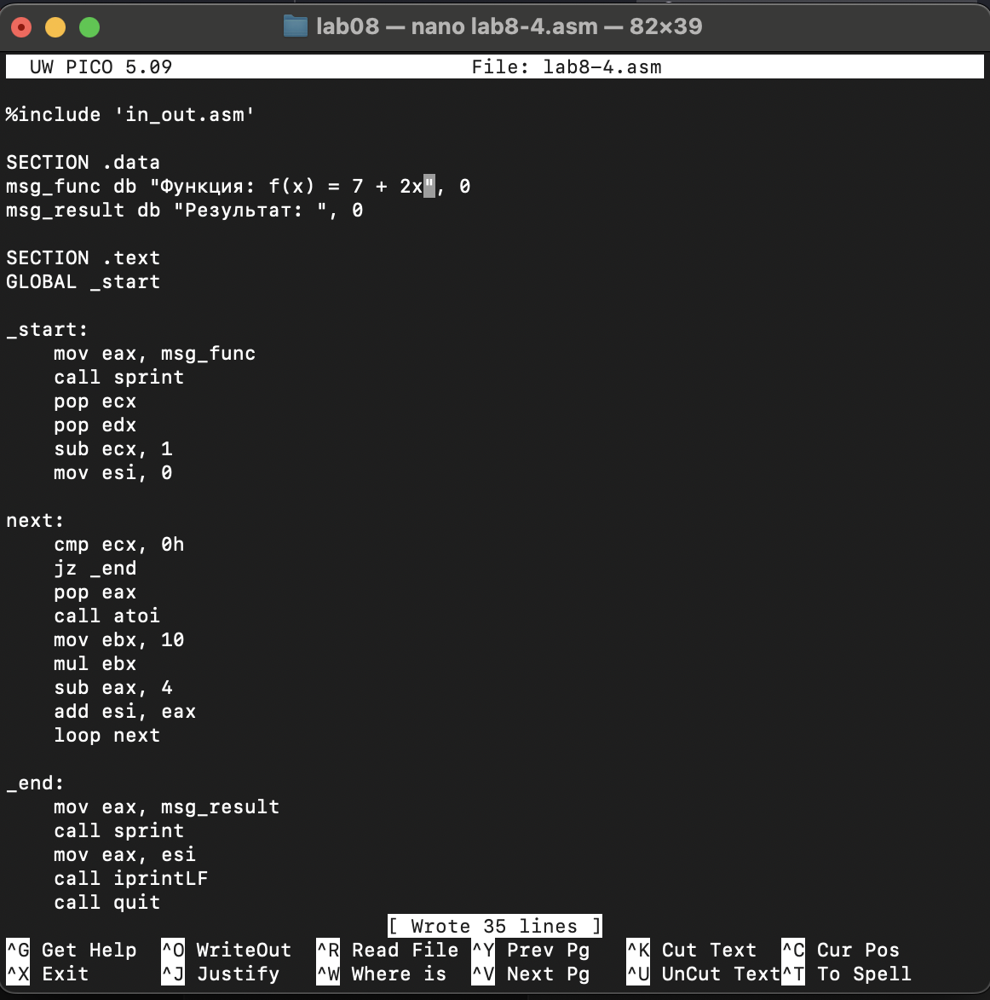 lab08 — nano lab8-4.asm — 82×39
UW PICO 5.09 File: lab8-4.asm
%include 'in_out.asm'
SECTION .data
msg_func db "Функция: f(x) = 7 + 2x", 0
msg_result db "Результат: ", 0
SECTION .text
GLOBAL _start
_start:
mov eax, msg_func
call sprint
pop ecx
pop edx
sub ecx, 1
mov esi, 0
next:
cmp ecx, 0h
jz _end
pop eax
call atoi
mov ebx, 10
mul ebx
sub eax, 4
add esi, eax
loop next
_end:
mov eax, msg_result
call sprint
mov eax, esi
call iprintLF
call quit
[ Wrote 35 lines ]
^G Get Help ^O WriteOut ^R Read File ^Y Prev Pg ^K Cut Text ^C Cur Pos
^X Exit ^J Justify ^W Where is ^V Next Pg ^U UnCut Text ^T To Spell